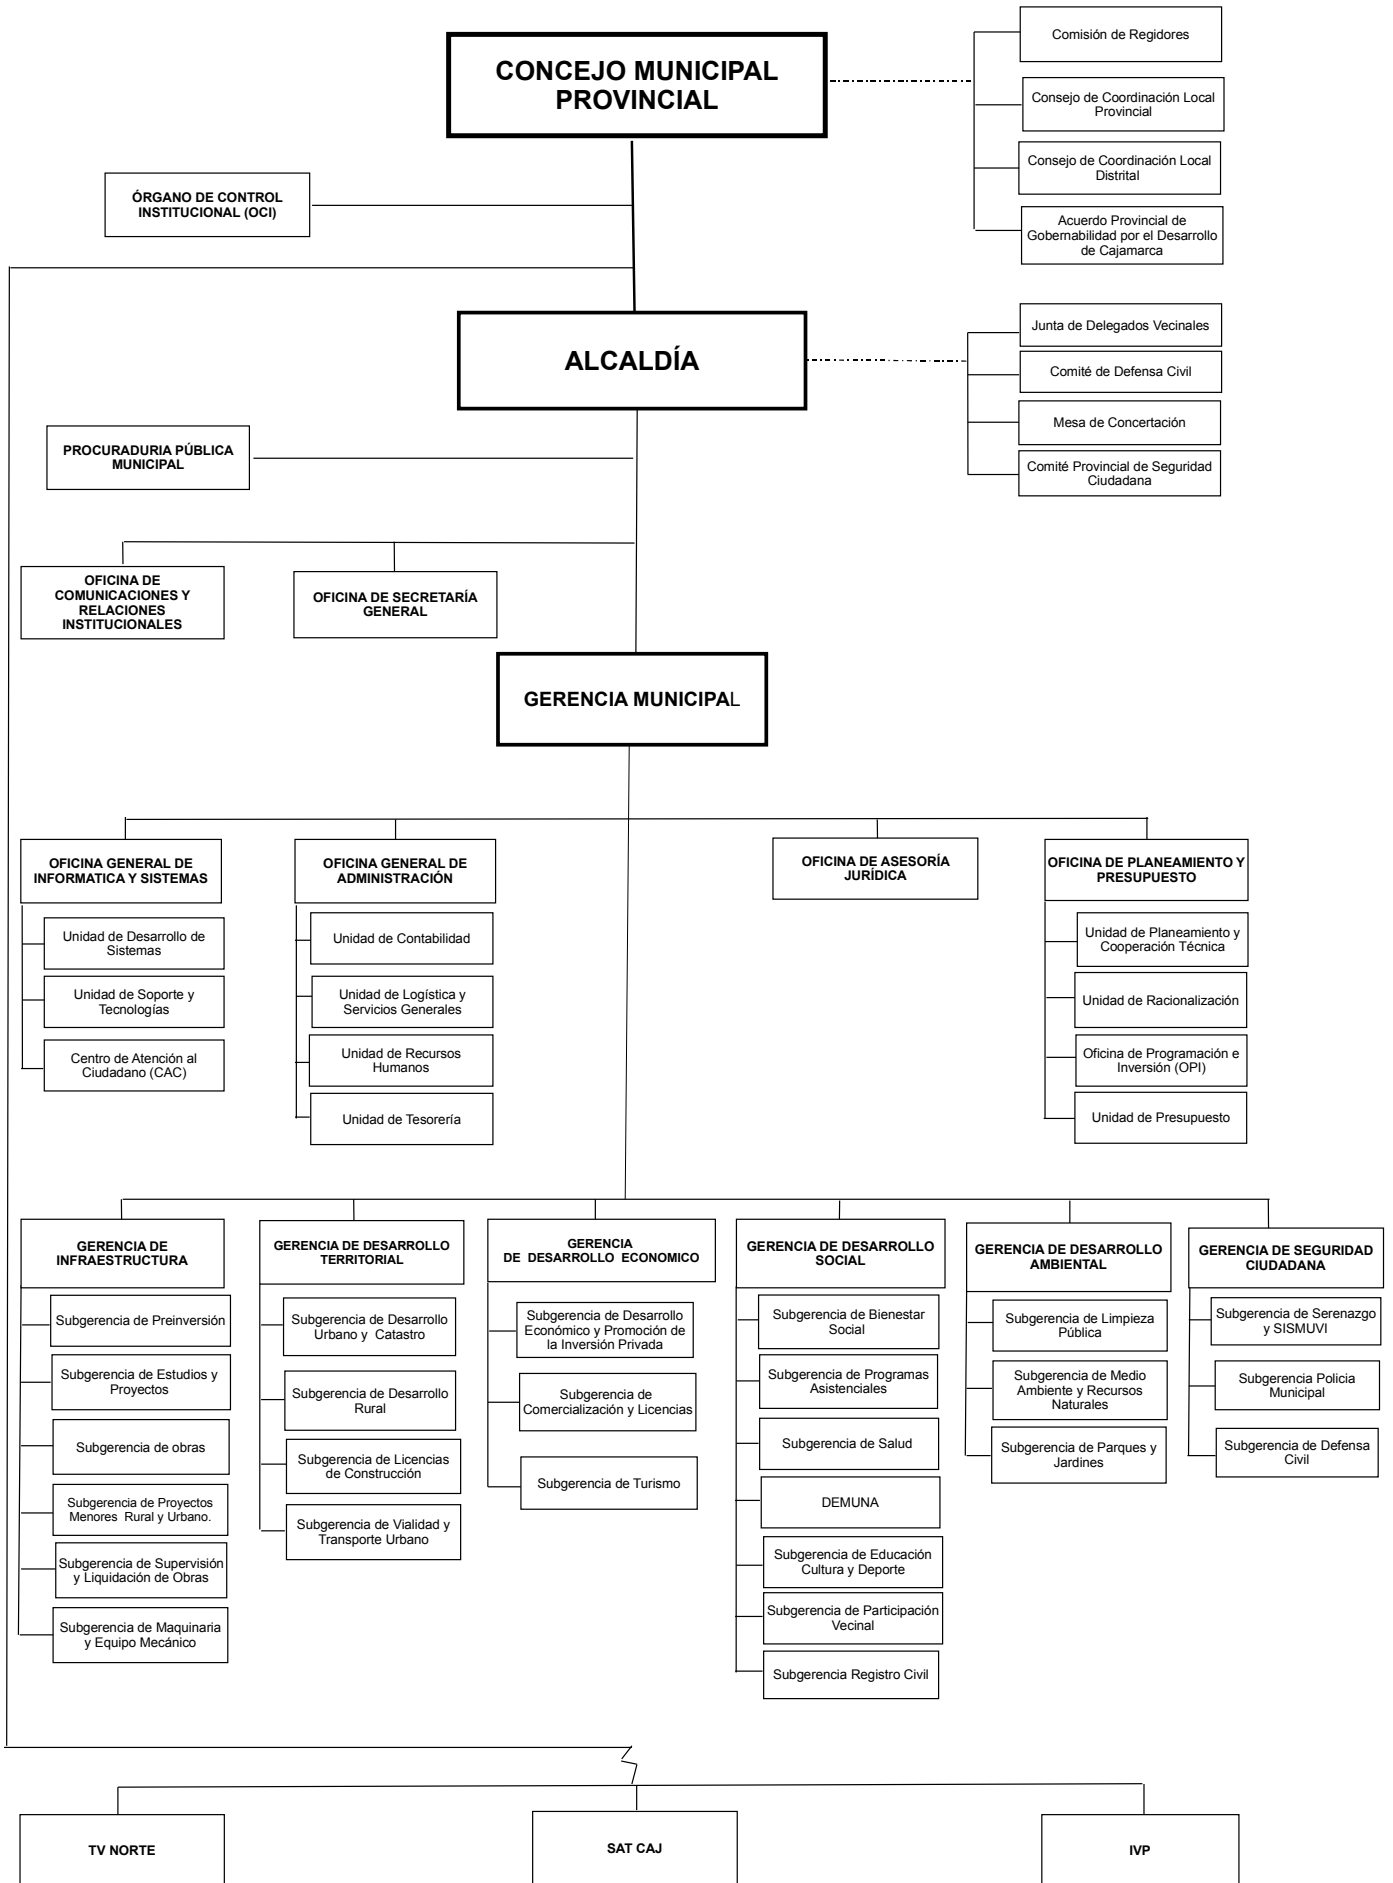 CONCEJO MUNICIPAL
PROVINCIAL
Comisión de Regidores
Consejo de Coordinación Local
Provincial
Consejo de Coordinación Local
Distrital
Acuerdo Provincial de
Gobernabilidad por el Desarrollo
de Cajamarca
ÓRGANO DE CONTROL
INSTITUCIONAL (OCI)
ALCALDÍA
Junta de Delegados Vecinales
Comité de Defensa Civil
Mesa de Concertación
Comité Provincial de Seguridad
Ciudadana
PROCURADURIA PÚBLICA
MUNICIPAL
OFICINA DE
COMUNICACIONES Y
RELACIONES
INSTITUCIONALES
OFICINA DE SECRETARÍA
GENERAL
GERENCIA MUNICIPAL
OFICINA GENERAL DE
INFORMATICA Y SISTEMAS
Unidad de Desarrollo de
Sistemas
Unidad de Soporte y
Tecnologías
Centro de Atención al
Ciudadano (CAC)
OFICINA GENERAL DE
ADMINISTRACIÓN
Unidad de Contabilidad
Unidad de Logística y
Servicios Generales
Unidad de Recursos
Humanos
Unidad de Tesorería
OFICINA DE ASESORÍA
JURÍDICA
OFICINA DE PLANEAMIENTO Y
PRESUPUESTO
Unidad de Planeamiento y
Cooperación Técnica
Unidad de Racionalización
Oficina de Programación e
Inversión (OPI)
Unidad de Presupuesto
GERENCIA DE
INFRAESTRUCTURA
Subgerencia de Preinversión
Subgerencia de Estudios y
Proyectos
Subgerencia de obras
Subgerencia de Proyectos
Menores Rural y Urbano.
Subgerencia de Supervisión
y Liquidación de Obras
Subgerencia de Maquinaria
y Equipo Mecánico
GERENCIA DE DESARROLLO
TERRITORIAL
Subgerencia de Desarrollo
Urbano y Catastro
Subgerencia de Desarrollo
Rural
Subgerencia de Licencias
de Construcción
Subgerencia de Vialidad y
Transporte Urbano
GERENCIA
DE DESARROLLO ECONOMICO
Subgerencia de Desarrollo
Económico y Promoción de
la Inversión Privada
Subgerencia de
Comercialización y Licencias
Subgerencia de Turismo
GERENCIA DE DESARROLLO
SOCIAL
Subgerencia de Bienestar
Social
Subgerencia de Programas
Asistenciales
Subgerencia de Salud
DEMUNA
Subgerencia de Educación
Cultura y Deporte
Subgerencia de Participación
Vecinal
Subgerencia Registro Civil
GERENCIA DE DESARROLLO
AMBIENTAL
Subgerencia de Limpieza
Pública
Subgerencia de Medio
Ambiente y Recursos
Naturales
Subgerencia de Parques y
Jardines
GERENCIA DE SEGURIDAD
CIUDADANA
Subgerencia de Serenazgo
y SISMUVI
Subgerencia Policia
Municipal
Subgerencia de Defensa
Civil
TV NORTE
SAT CAJ
IVP